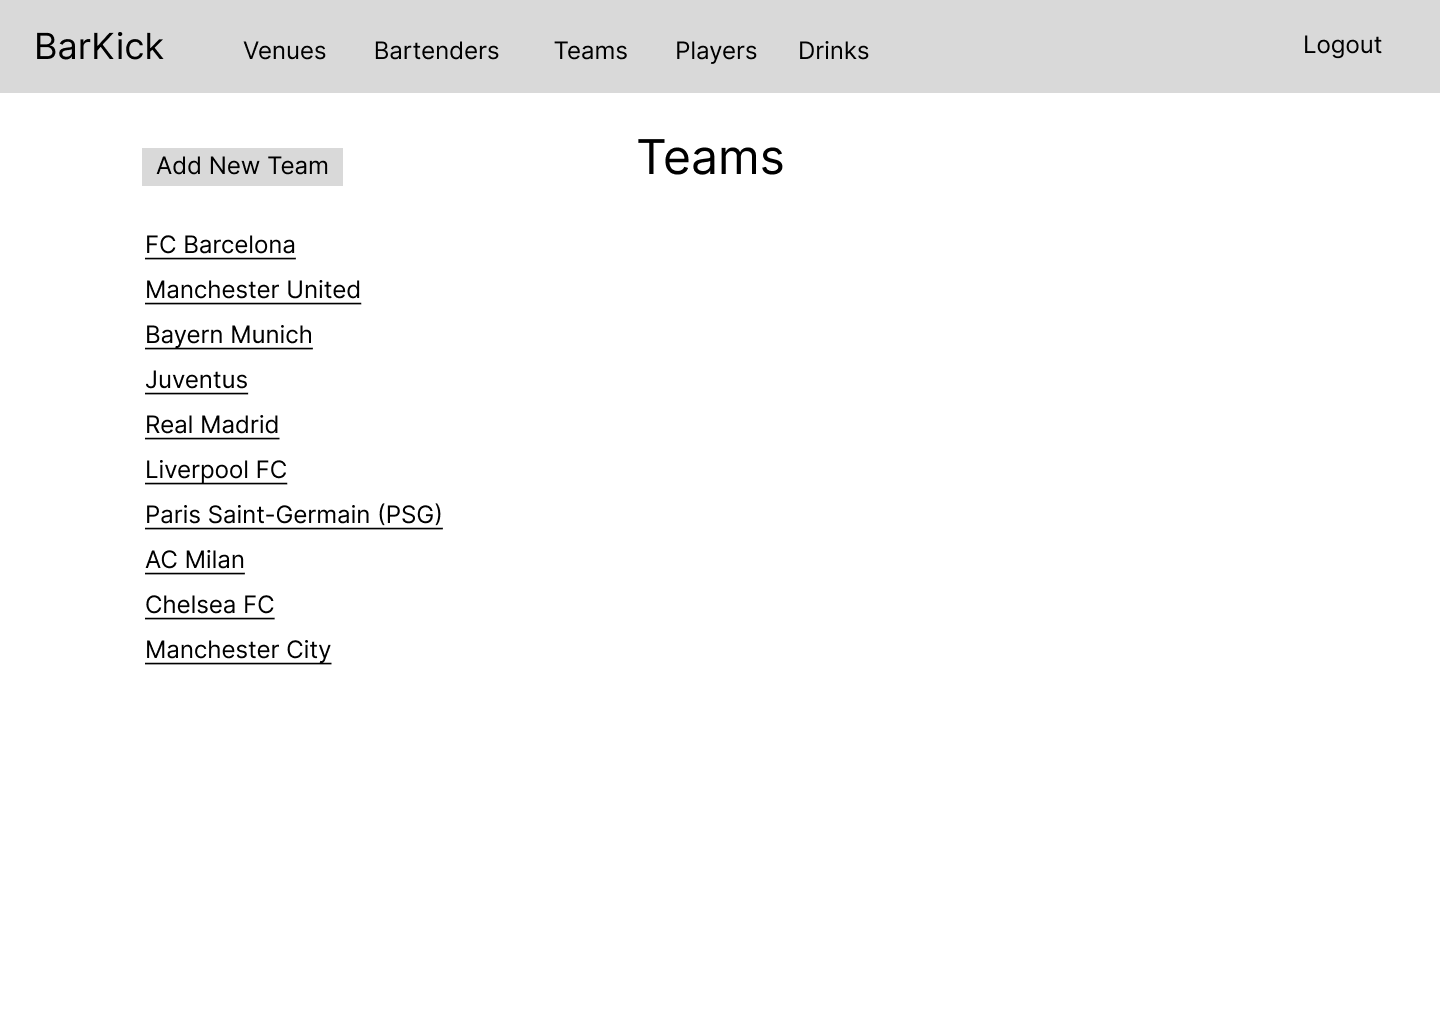 BarKick Venues Bartenders Teams Players Drinks Logout
Teams
Add New Team
FC Barcelona
Manchester United
Bayern Munich
Juventus
Real Madrid
Liverpool FC
Paris Saint-Germain (PSG)
AC Milan
Chelsea FC
Manchester City